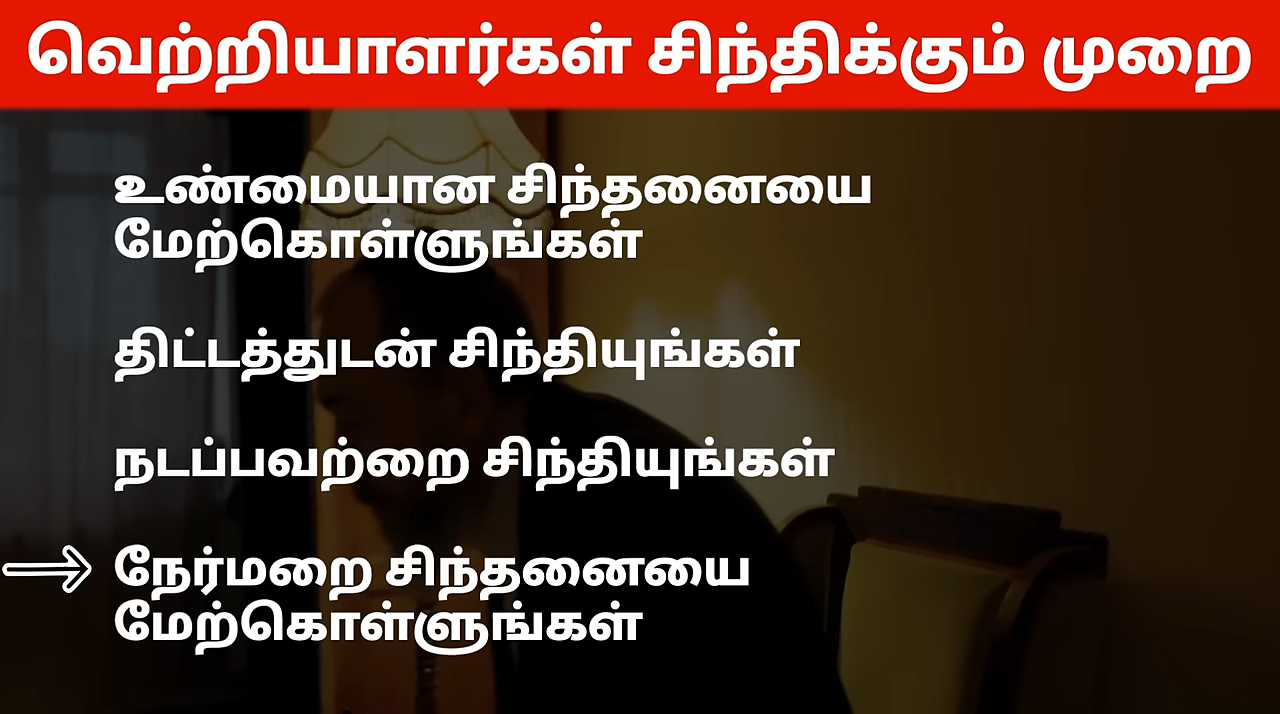 வெற்றியாளர்கள் சிந்திக்கும் முறை
உண்மையான சிந்தனையை
மேற்கொள்ளுங்கள்
திட்டத்துடன் சிந்தியுங்கள்
நடப்பவற்றை சிந்தியுங்கள்
நேர்மறை சிந்தனையை
மேற்கொள்ளுங்கள்